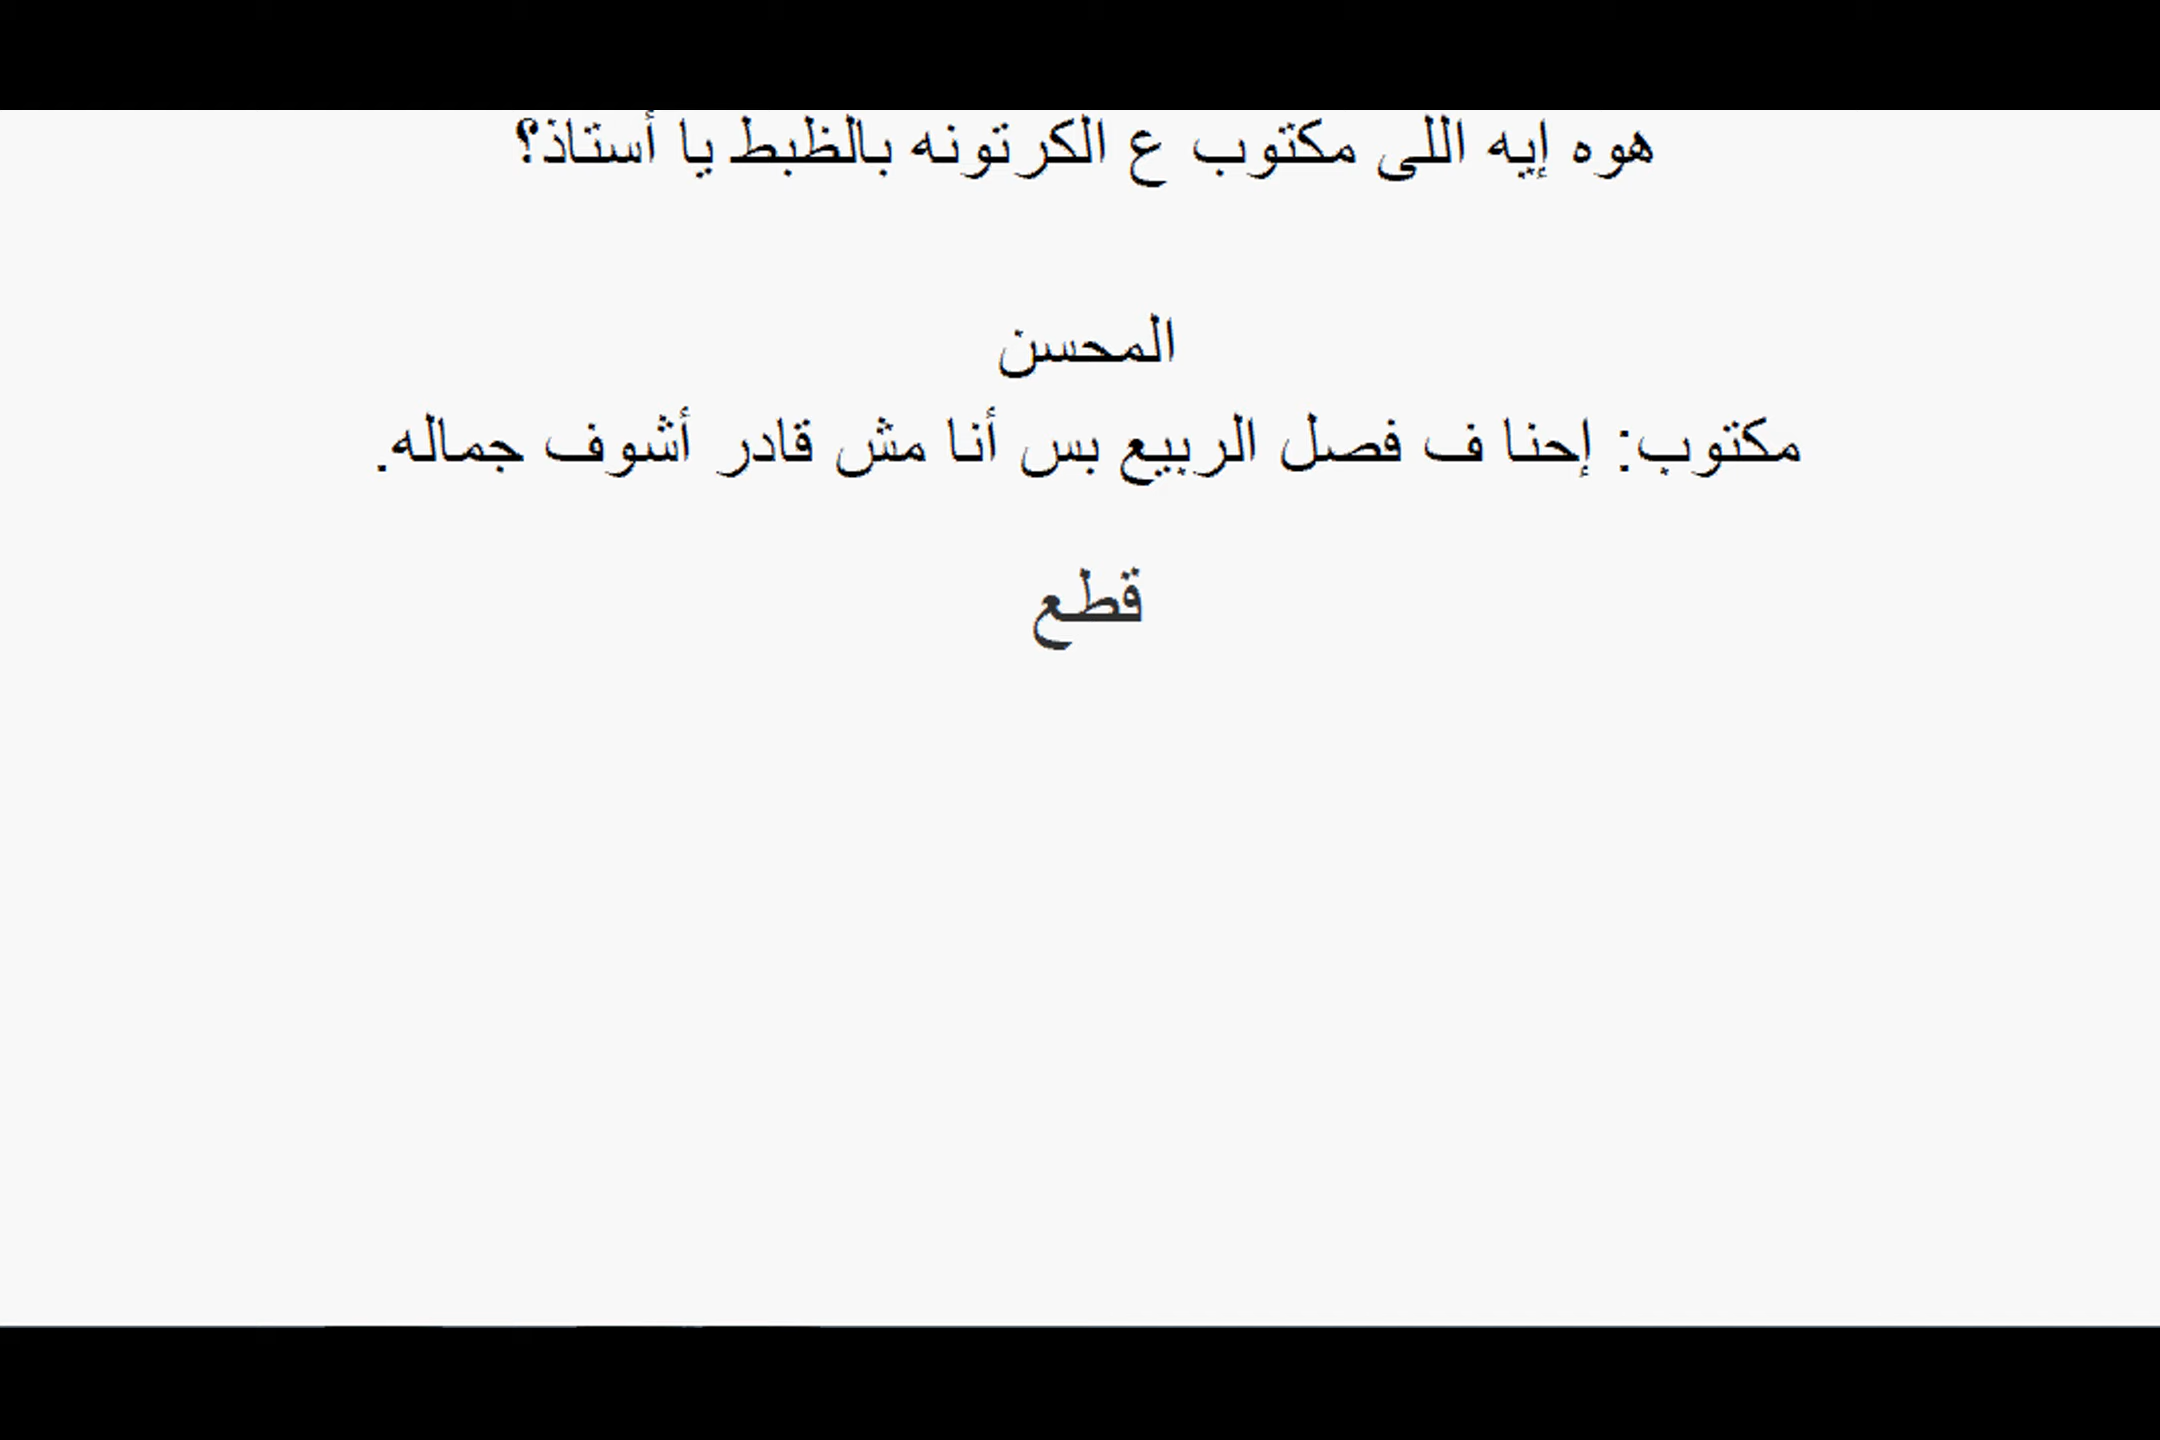 هوه إيه اللى مكتوب ع الكرتونه بالظبط يا أستاذ؟
المحسن
مكتوب: إحنا ف فصل الربيع بس أنا مش قادر أشوف جماله.
قطع